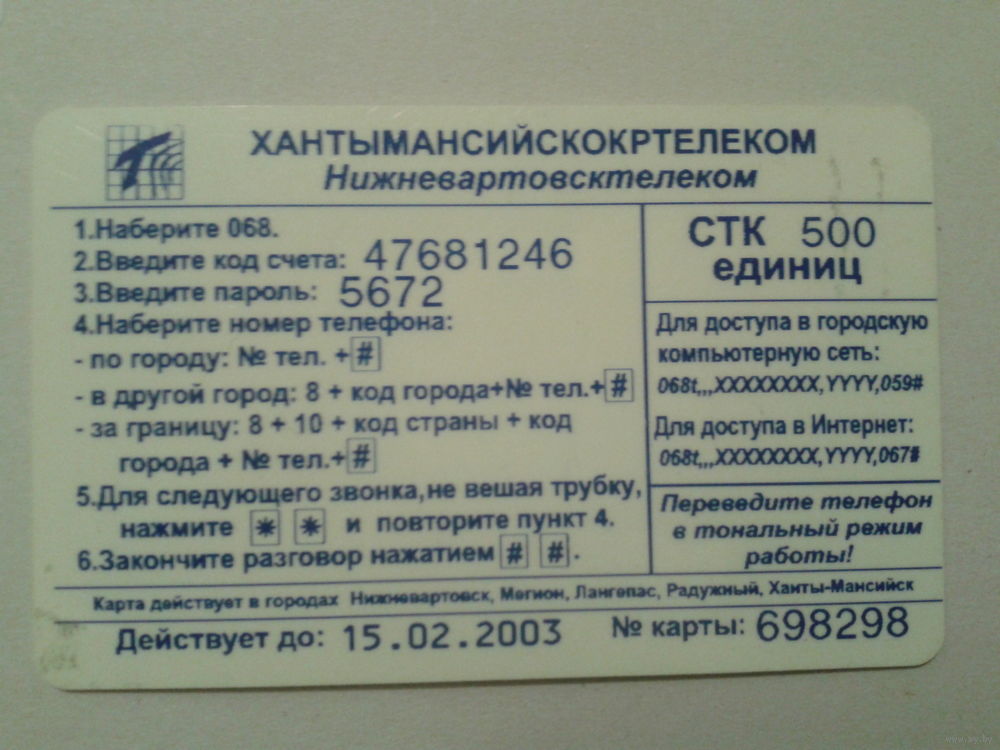 ХАНТЫМАНСИЙСКОКРТЕЛЕКОМ
Нижневартовсктелеком
1.Наберите 068.
2.Введите код счета: 47681246
3.Введите пароль: 5672
4.Наберите номер телефона:
- по городу: № тел. +#
- в другой город: 8 + код города+№ тел.+#
- за границу: 8 + 10 + код страны + код
города + № тел.+#
5.Для следующего звонка,не вешая трубку,
нажмите * * и повторите пункт 4.
6.Закончите разговор нажатием # #.
СТК 500
единиц
Для доступа в городскую
компьютерную сеть:
068t,,,XXXXXXXX,YYYY,059#
Для доступа в Интернет:
068t,,,XXXXXXXX,YYYY,067#
Переведите телефон
в тональный режим
работы!
Карта действует в городах Нижневартовск, Мегион, Лангепас, Радужный, Ханты-Мансийск
Действует до: 15.02.2003 № карты: 698298